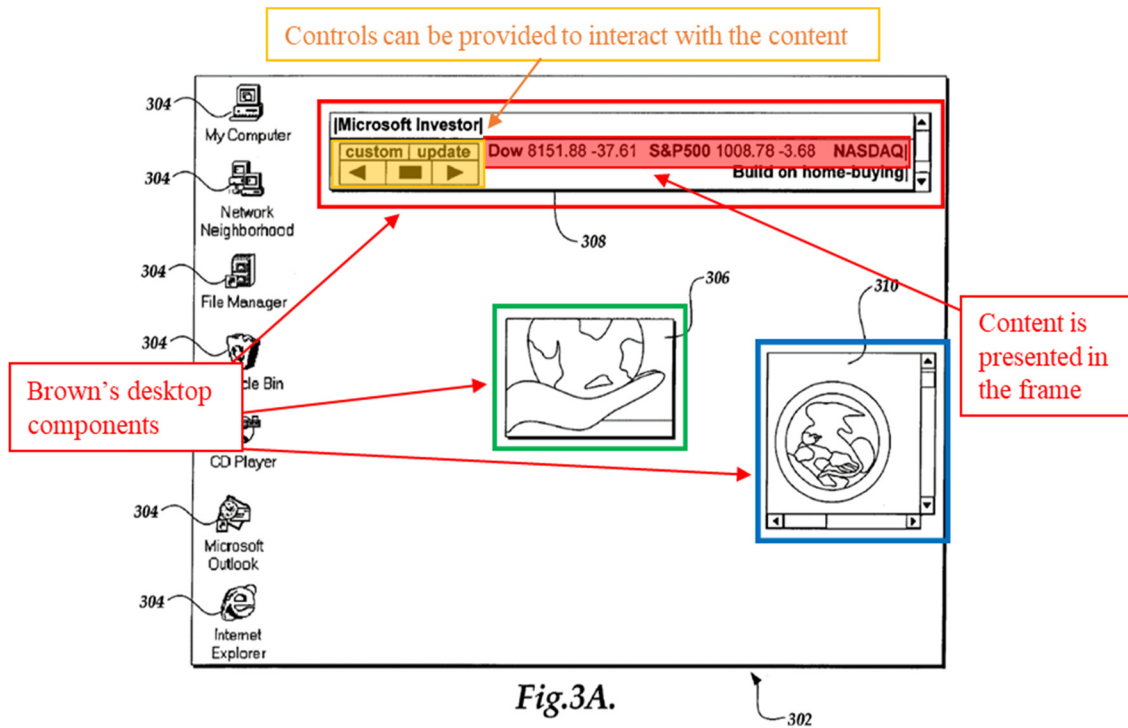 Controls can be provided to interact with the content
304
My Computer
|Microsoft Investor|
custom | update
Dow 8151.88 -37.61 S&P500 1008.78 -3.68 NASDAQ|
Build on home-buying|
304
Network
Neighborhood
308
304
File Manager
306
310
304
Bin
Brown's desktop
components
Content is
presented in
the frame
CD Player
304
Microsoft
Outlook
304
Internet
Explorer
Fig.3A.
302